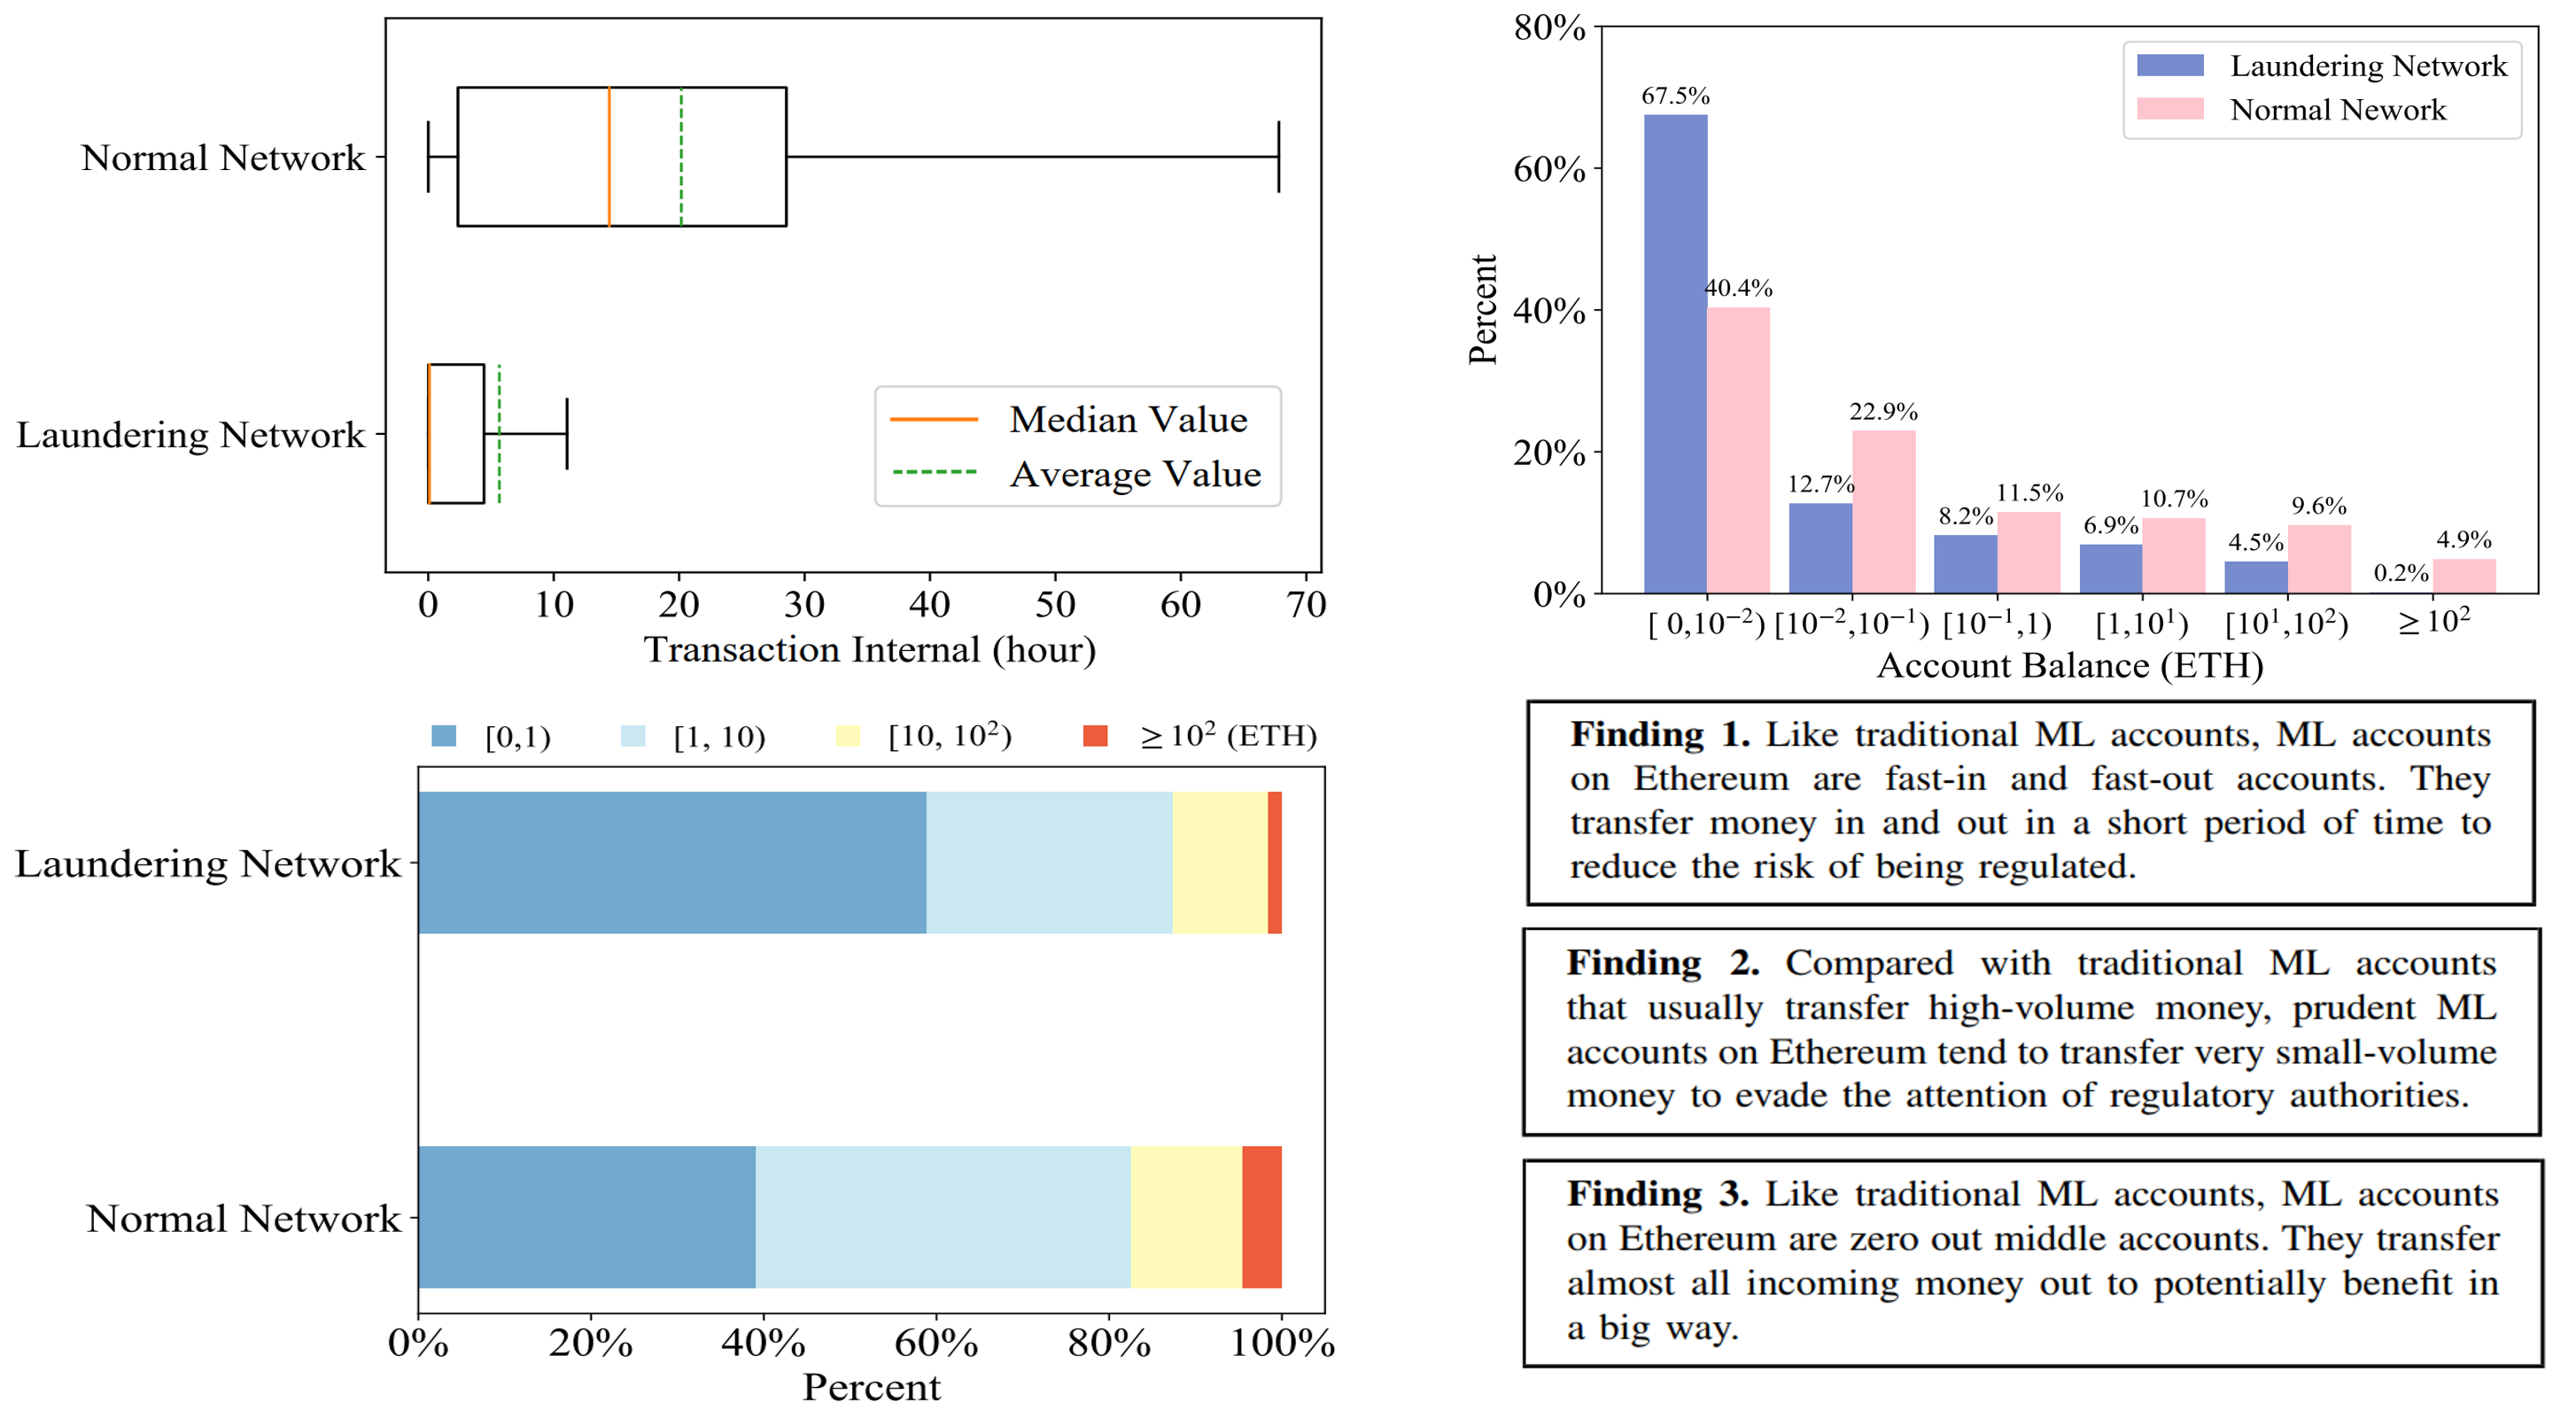 Normal Network
Laundering Network
Median Value
Average Value
0 10 20 30 40 50 60 70
Transaction Internal (hour)
80%
60%
40%
20%
0%
Percent
Laundering Network
Normal Nework
67.5%
40.4%
12.7%
22.9%
8.2%
11.5%
6.9%
10.7%
4.5%
9.6%
0.2%
4.9%
[ 0,10⁻²) [10⁻²,10⁻¹) [10⁻¹,1) [1,10¹) [10¹,10²) ≥10²
Account Balance (ETH)
[0,1) [1, 10) [10, 10²) ≥10² (ETH)
Laundering Network
Normal Network
0% 20% 40% 60% 80% 100%
Percent
Finding 1. Like traditional ML accounts, ML accounts
on Ethereum are fast-in and fast-out accounts. They
transfer money in and out in a short period of time to
reduce the risk of being regulated.
Finding 2. Compared with traditional ML accounts
that usually transfer high-volume money, prudent ML
accounts on Ethereum tend to transfer very small-volume
money to evade the attention of regulatory authorities.
Finding 3. Like traditional ML accounts, ML accounts
on Ethereum are zero out middle accounts. They transfer
almost all incoming money out to potentially benefit in
a big way.